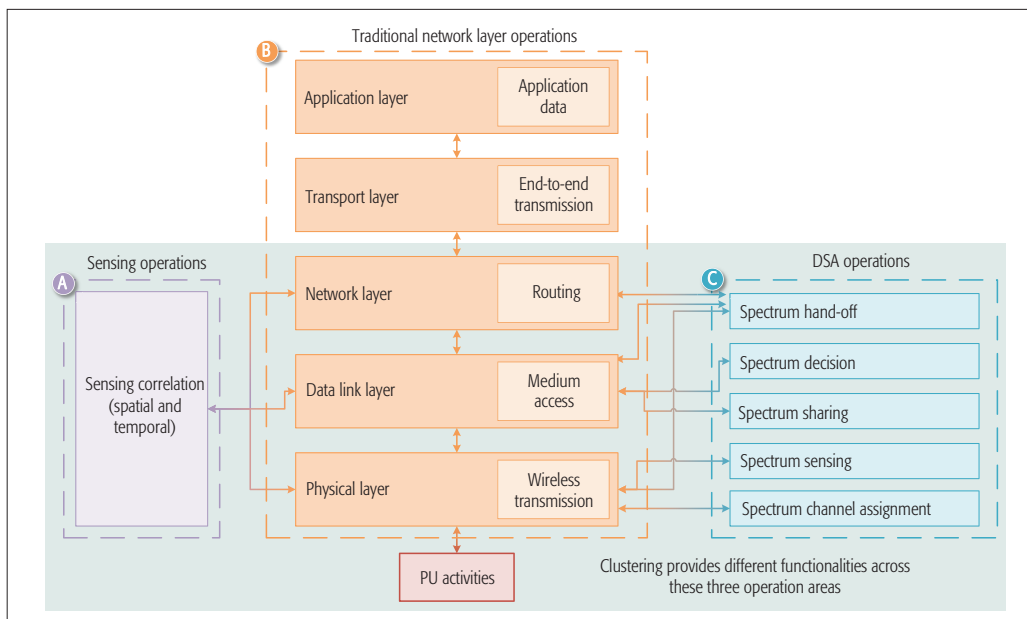 Traditional network layer operations
B
Application layer
Application
data
Transport layer
End-to-end
transmission
Sensing operations
A
Sensing correlation
(spatial and
temporal)
Network layer
Routing
Data link layer
Medium
access
Physical layer
Wireless
transmission
PU activities
DSA operations
C
Spectrum hand-off
Spectrum decision
Spectrum sharing
Spectrum sensing
Spectrum channel assignment
Clustering provides different functionalities across
these three operation areas